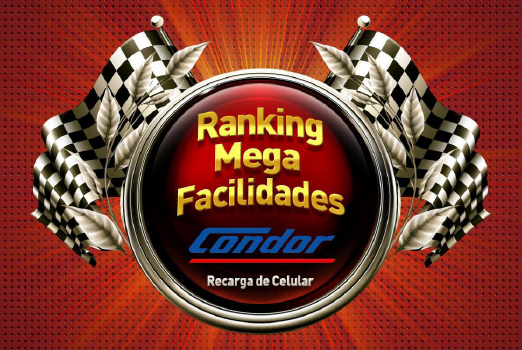 Ranking
Mega
Facilidades
Condor
Recarga de Celular